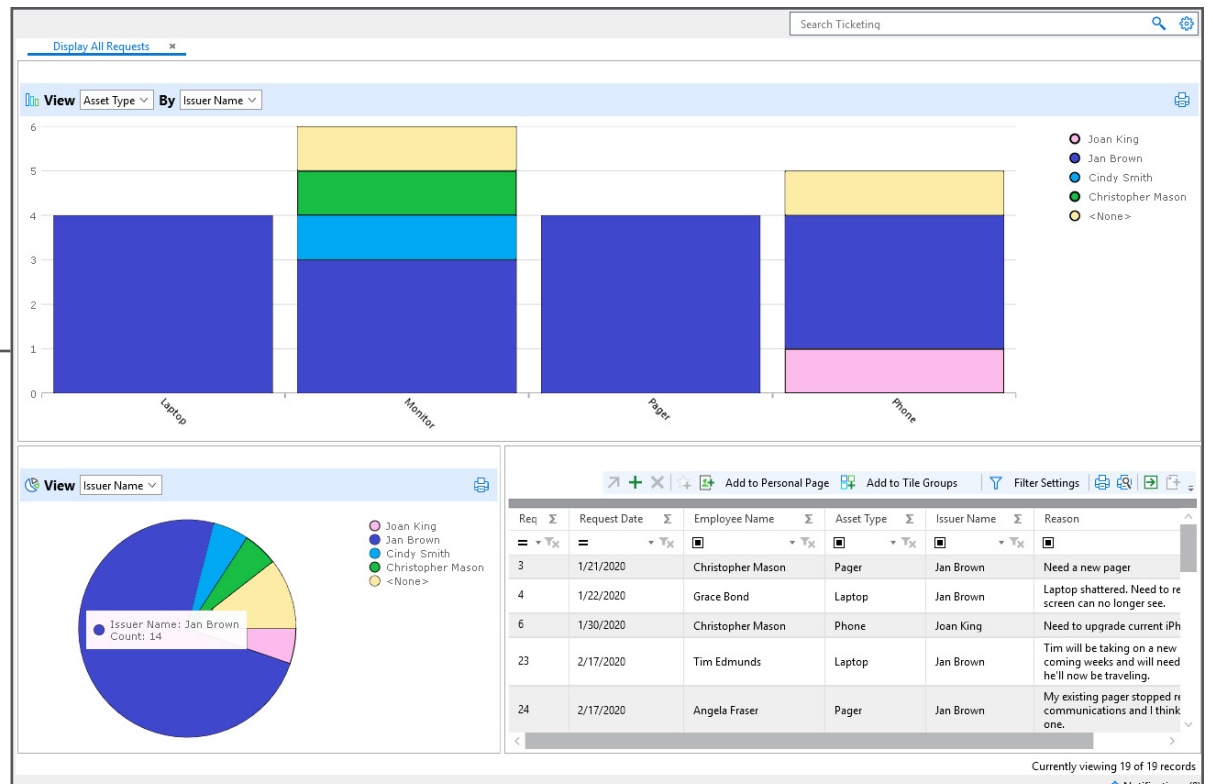 Search Ticketing
Display All Requests
View Asset Type By Issuer Name
6
5
4
3
2
1
0
Laptop
Monitor
Pager
Phone
Joan King
Jan Brown
Cindy Smith
Christopher Mason
<None>
View Issuer Name
Joan King
Jan Brown
Cindy Smith
Christopher Mason
<None>
Issuer Name: Jan Brown
Count: 14
Add to Personal Page Add to Tile Groups Filter Settings
Req Σ Request Date Σ Employee Name Σ Asset Type Σ Issuer Name Σ Reason
= =
3 1/21/2020 Christopher Mason Pager Jan Brown Need a new pager
4 1/22/2020 Grace Bond Laptop Jan Brown Laptop shattered. Need to re
screen can no longer see.
6 1/30/2020 Christopher Mason Phone Joan King Need to upgrade current iPh
23 2/17/2020 Tim Edmunds Laptop Jan Brown Tim will be taking on a new
coming weeks and will need
he'll now be traveling.
24 2/17/2020 Angela Fraser Pager Jan Brown My existing pager stopped re
communications and I think
one.
Currently viewing 19 of 19 records